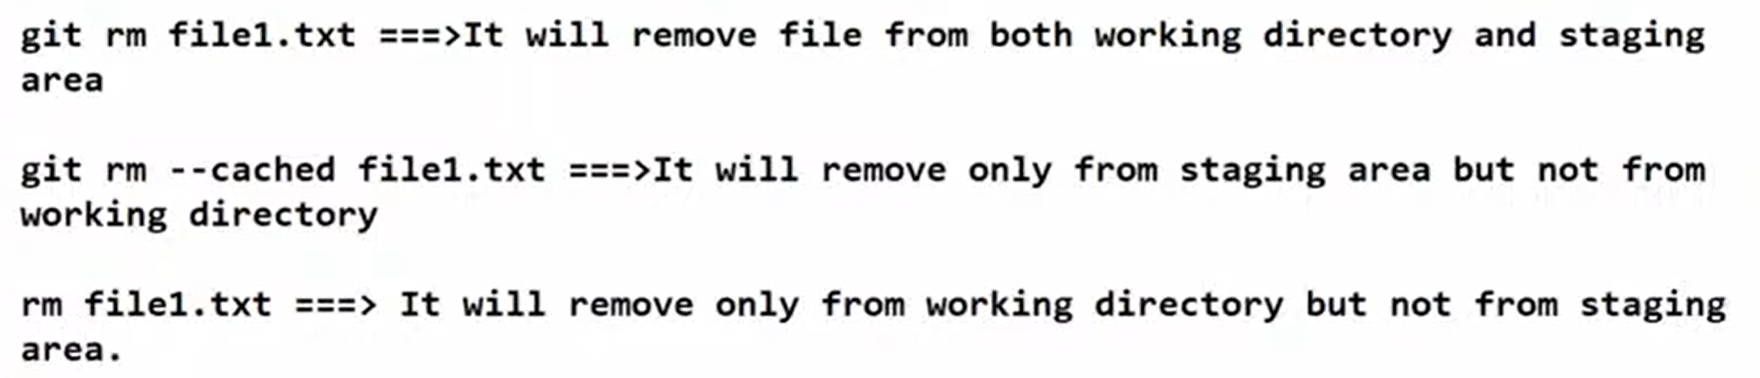 git rm file1.txt ===>It will remove file from both working directory and staging
area
git rm --cached file1.txt ===>It will remove only from staging area but not from
working directory
rm file1.txt ===> It will remove only from working directory but not from staging
area.